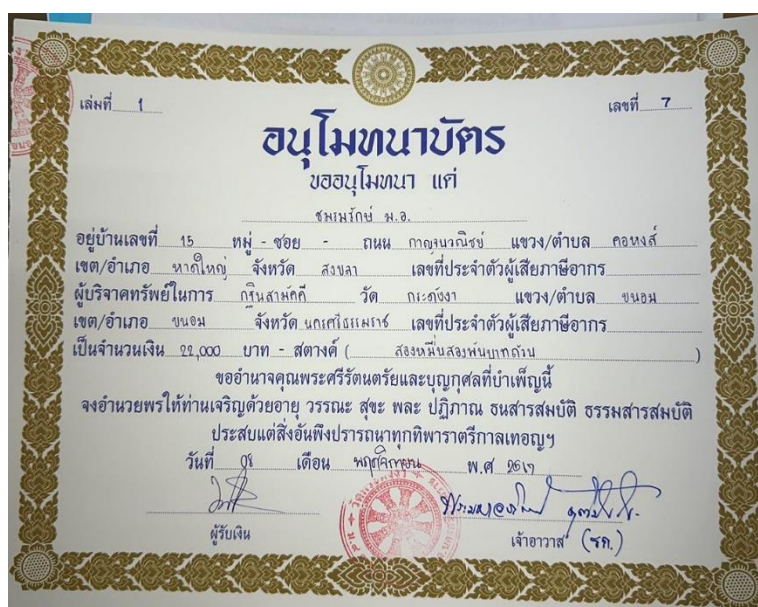 เล่มที่ 1 เลขที่ 7
อนุโมทนาบัตร
ขออนุโมทนา แด่
ชมรมรักษ์ ม.อ.
อยู่บ้านเลขที่ 15 หมู่ - ซอย - ถนน กาญจนวณิชย์ แขวง/ตำบล คอหงส์
เขต/อำเภอ หาดใหญ่ จังหวัด สงขลา เลขที่ประจำตัวผู้เสียภาษีอากร
ผู้บริจาคทรัพย์ในการ กฐินสามัคคี วัด กระดังงา แขวง/ตำบล ขนอม
เขต/อำเภอ ขนอม จังหวัด นครศรีธรรมราช เลขที่ประจำตัวผู้เสียภาษีอากร
เป็นจำนวนเงิน 22,000 บาท - สตางค์ ( สองหมื่นสองพันบาทถ้วน )
ขออำนาจคุณพระศรีรัตนตรัยและบุญกุศลที่บำเพ็ญนี้
จงอำนวยพรให้ท่านเจริญด้วยอายุ วรรณะ สุขะ พละ ปฏิภาณ ธนสารสมบัติ ธรรมสารสมบัติ
ประสบแต่สิ่งอันพึงปรารถนาทุกทิพาราตรีกาลเทอญฯ
วันที่ 08 เดือน พฤศจิกายน พ.ศ
ผู้รับเงิน เจ้าอาวาส (รก.)